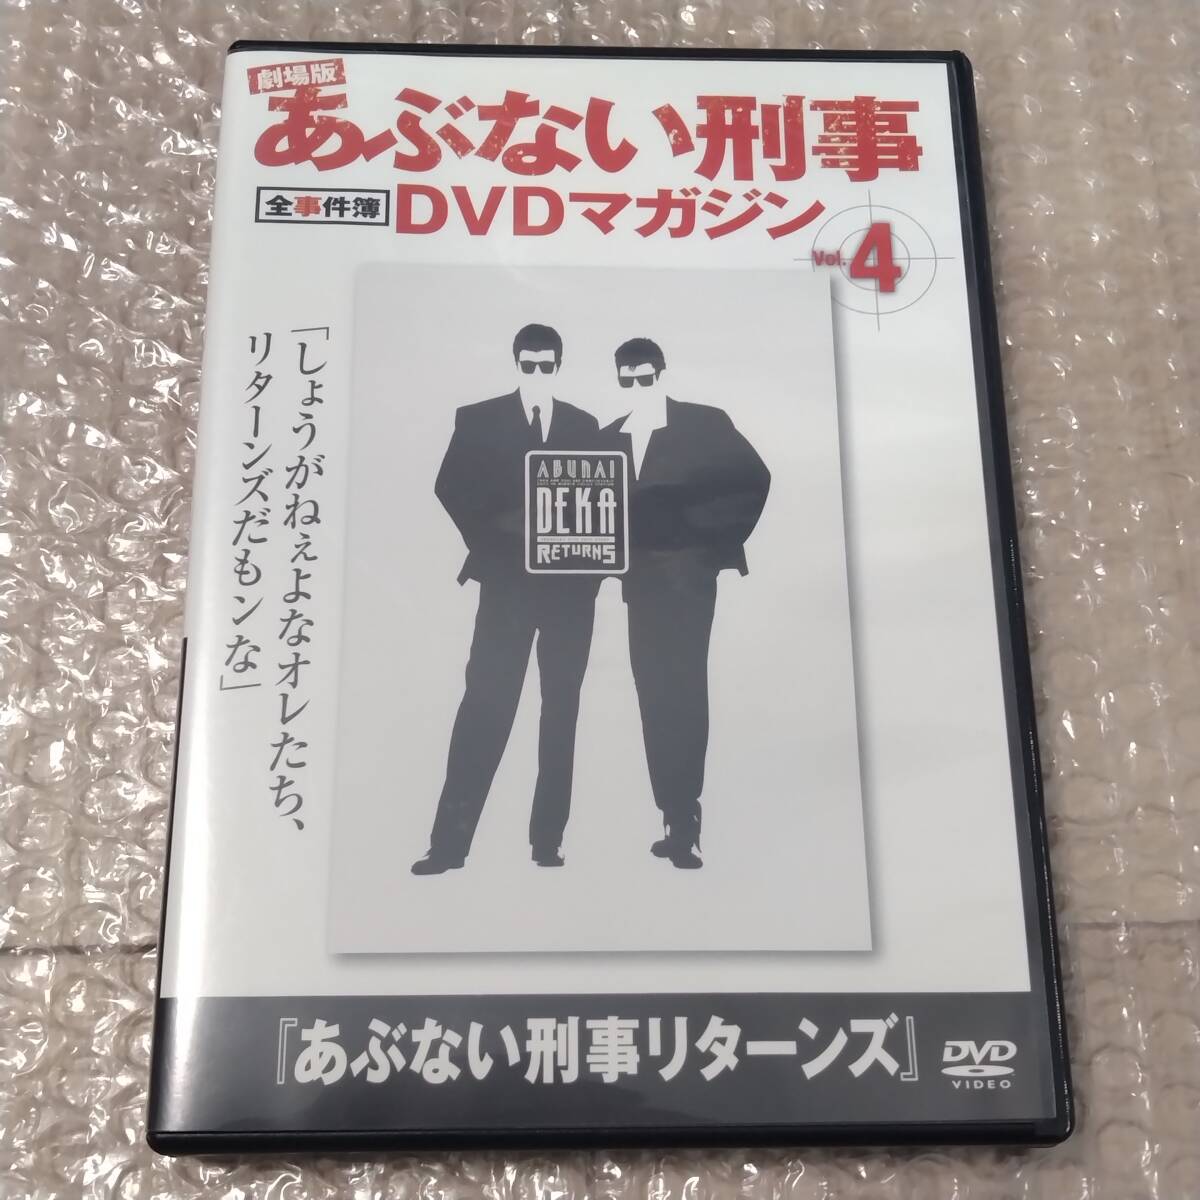 劇場版
あぶない刑事
全事件簿 DVDマガジン
Vol.4
「しょうがねぇよなオレたち、
リターンズだもンな」
ABUNAI
DEKA
RETURNS
『あぶない刑事リターンズ』
DVD
VIDEO